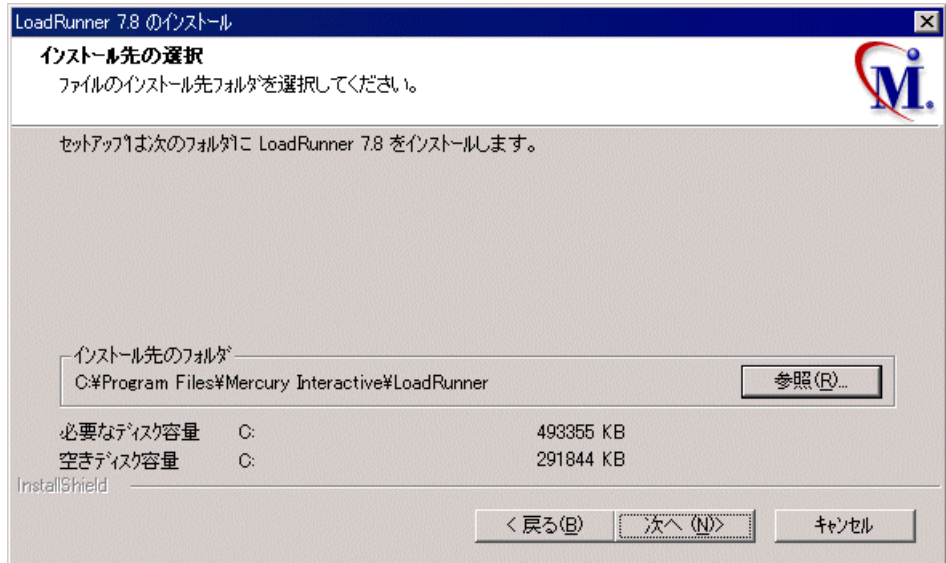 LoadRunner 7.8 のインストール
インストール先の選択
ファイルのインストール先フォルダを選択してください。
M.
セットアップは次のフォルダに LoadRunner 7.8 をインストールします。
インストール先のフォルダ
C:¥Program Files¥Mercury Interactive¥LoadRunner
参照(R)...
必要なディスク容量 C: 493355 KB
空きディスク容量 C: 291844 KB
InstallShield
< 戻る(B) 次へ (N)> キャンセル